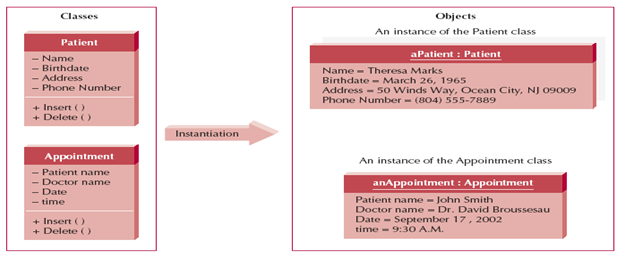 Classes
Patient
– Name
– Birthdate
– Address
– Phone Number
+ Insert ( )
+ Delete ( )
Appointment
– Patient name
– Doctor name
– Date
– time
+ Insert ( )
+ Delete ( )
Instantiation
Objects
An instance of the Patient class
aPatient : Patient
Name = Theresa Marks
Birthdate = March 26, 1965
Address = 50 Winds Way, Ocean City, NJ 09009
Phone Number = (804) 555-7889
An instance of the Appointment class
anAppointment : Appointment
Patient name = John Smith
Doctor name = Dr. David Broussesau
Date = September 17 , 2002
time = 9:30 A.M.